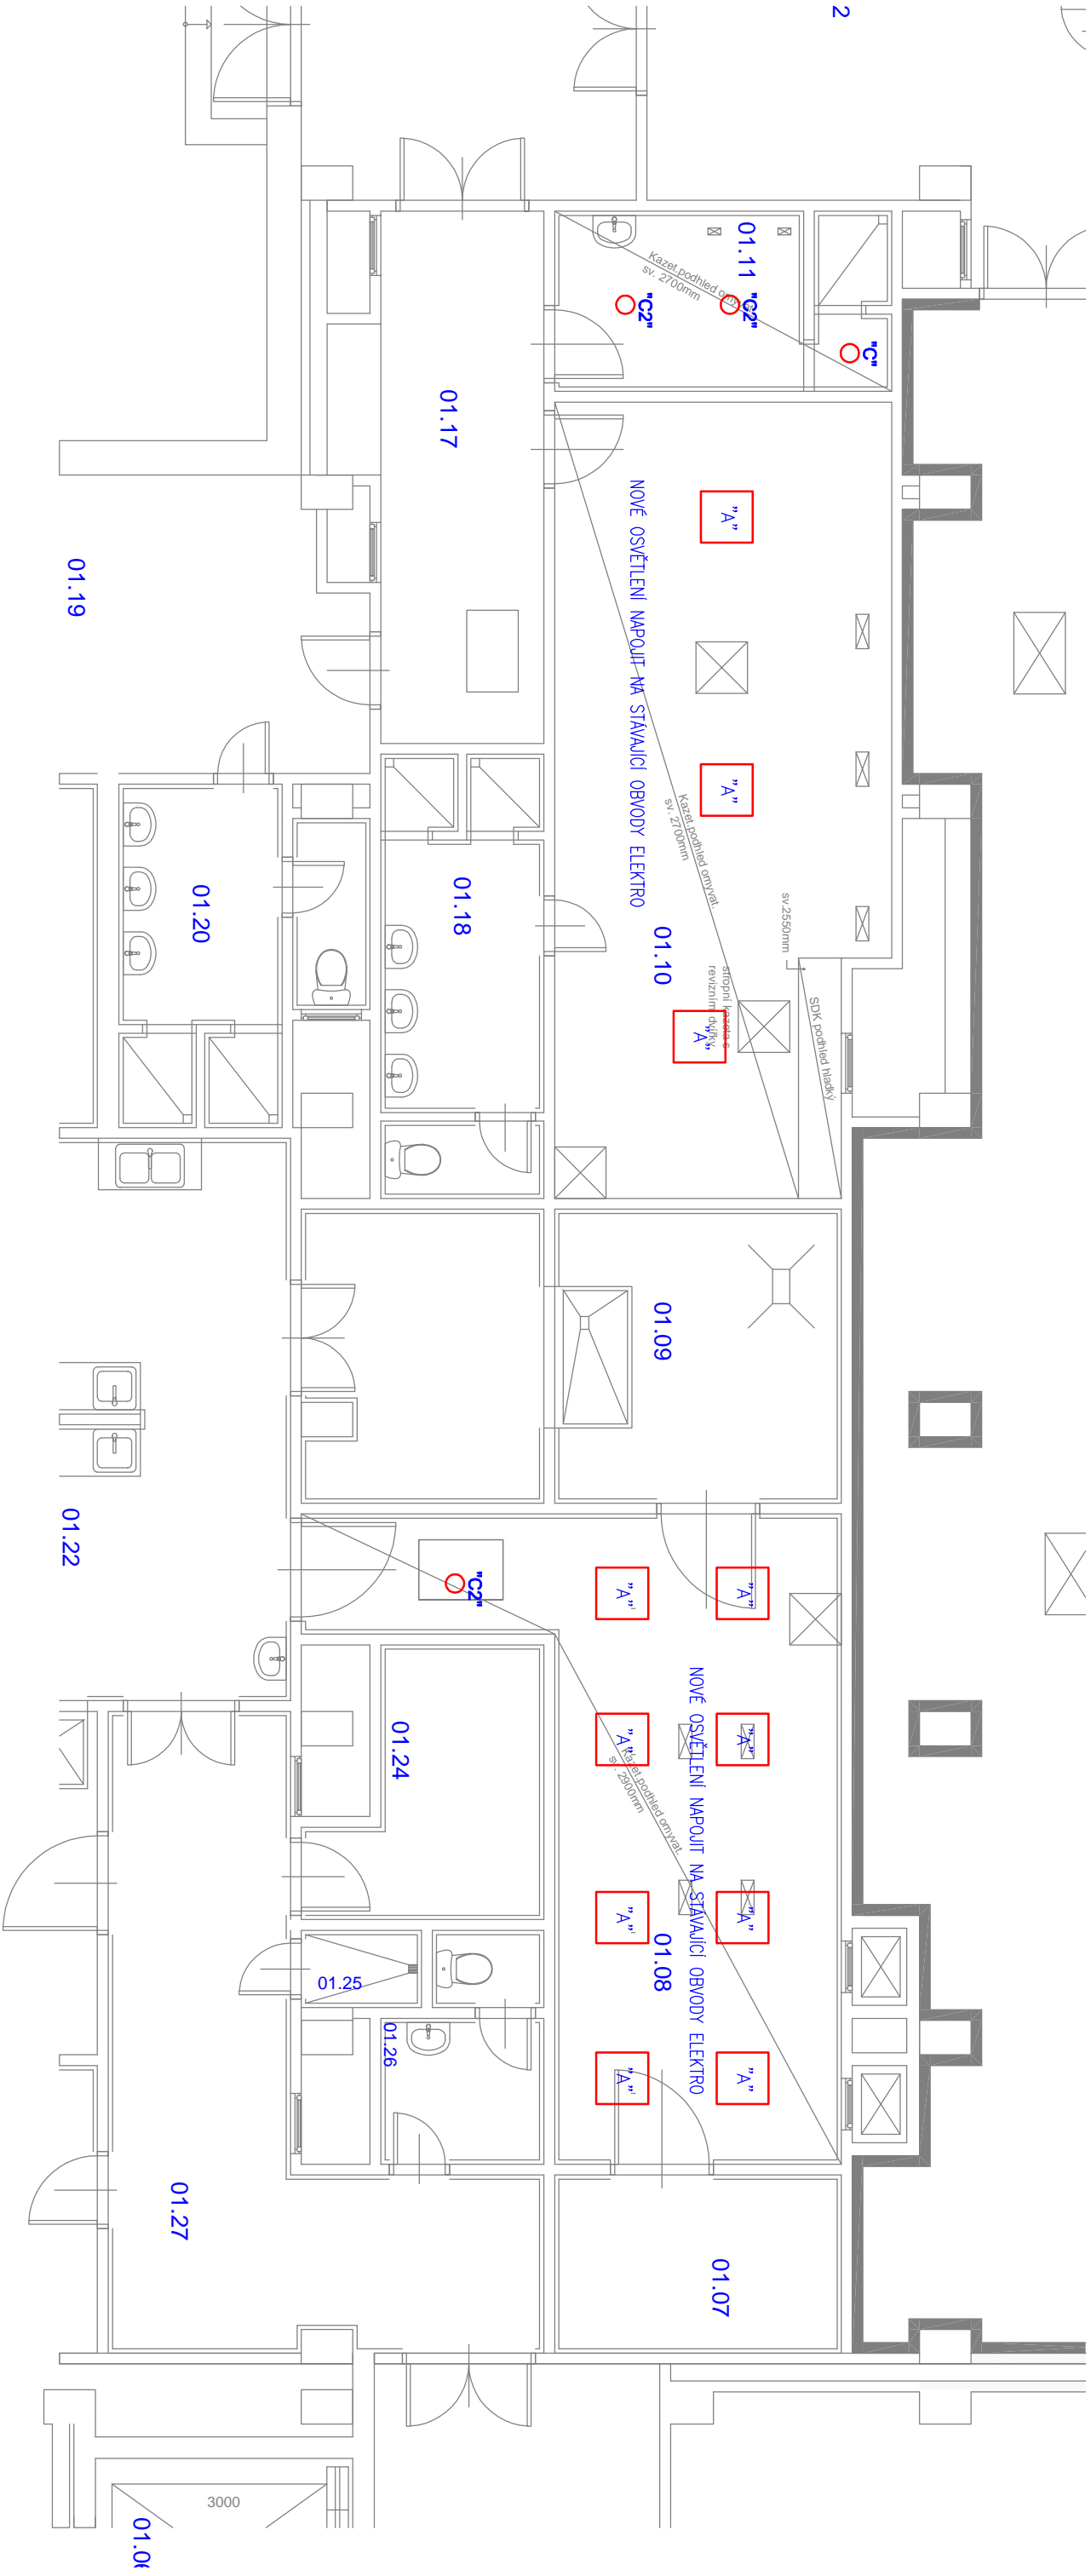 2
01.11
Kazet.podhled omyvat.
sv. 2700mm
"C2"
"C2"
"C"
01.17
"A"
NOVÉ OSVĚTLENÍ NAPOJIT NA STÁVAJÍCÍ OBVODY ELEKTRO
01.19
"A"
Kazet.podhled omyvat.
sv. 2700mm
01.20
01.18
sv.2550mm
01.10
stropní kazeta s
revizními dvířky
"A"
SDK podhled hladký
01.09
01.22
"C2"
"A"
"A"
NOVÉ OSVĚTLENÍ NAPOJIT NA STÁVAJÍCÍ OBVODY ELEKTRO
01.24
"A"
"A"
Kazet.podhled omyvat.
sv. 2900mm
"A"
"A"
01.08
01.25
01.26
"A"
"A"
01.27
01.07
3000